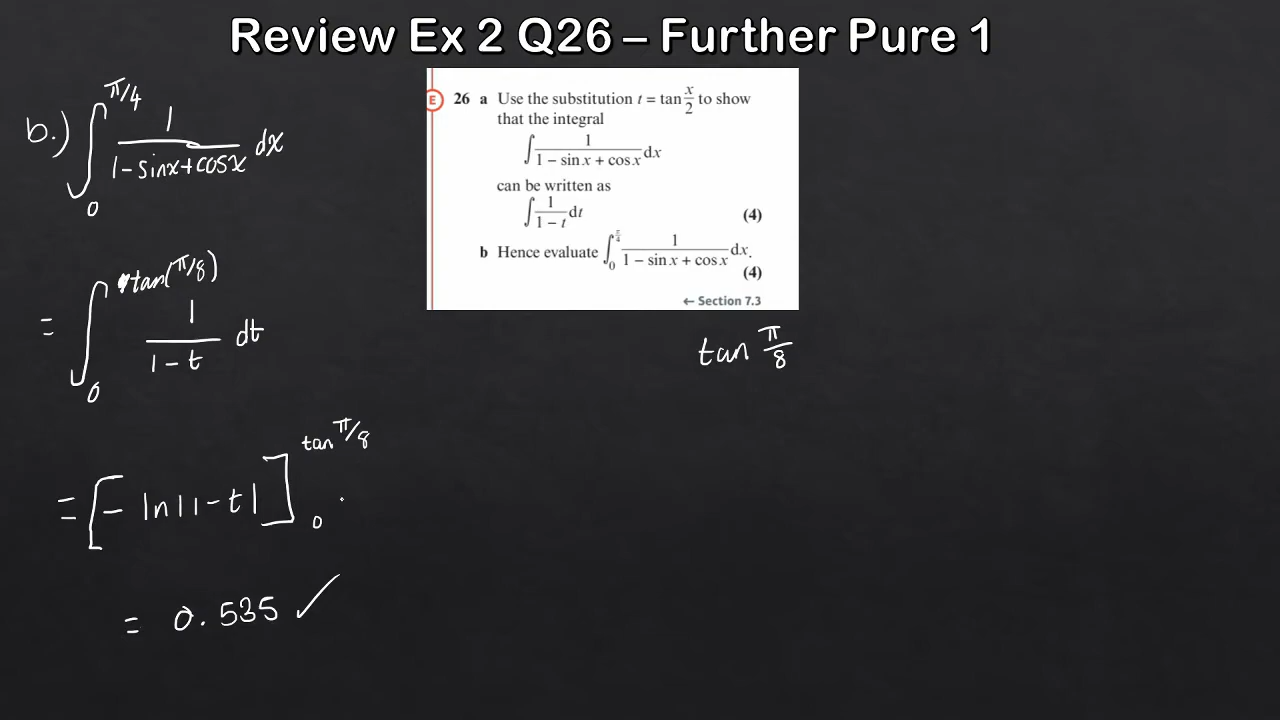 Review Ex 2 Q26 – Further Pure 1
E 26 a Use the substitution t = tan x/2 to show
that the integral
∫ 1/(1 − sin x + cos x) dx
can be written as
∫ 1/(1 − t) dt (4)
b Hence evaluate ∫₀^(π/4) 1/(1 − sin x + cos x) dx. (4)
← Section 7.3
b.) ∫₀^(π/4) 1/(1 - sinx + cosx) dx
= ∫₀^(tan(π/8)) 1/(1 - t) dt
= [- ln|1 - t|]₀^(tan π/8)
= 0.535 ✓
tan π/8